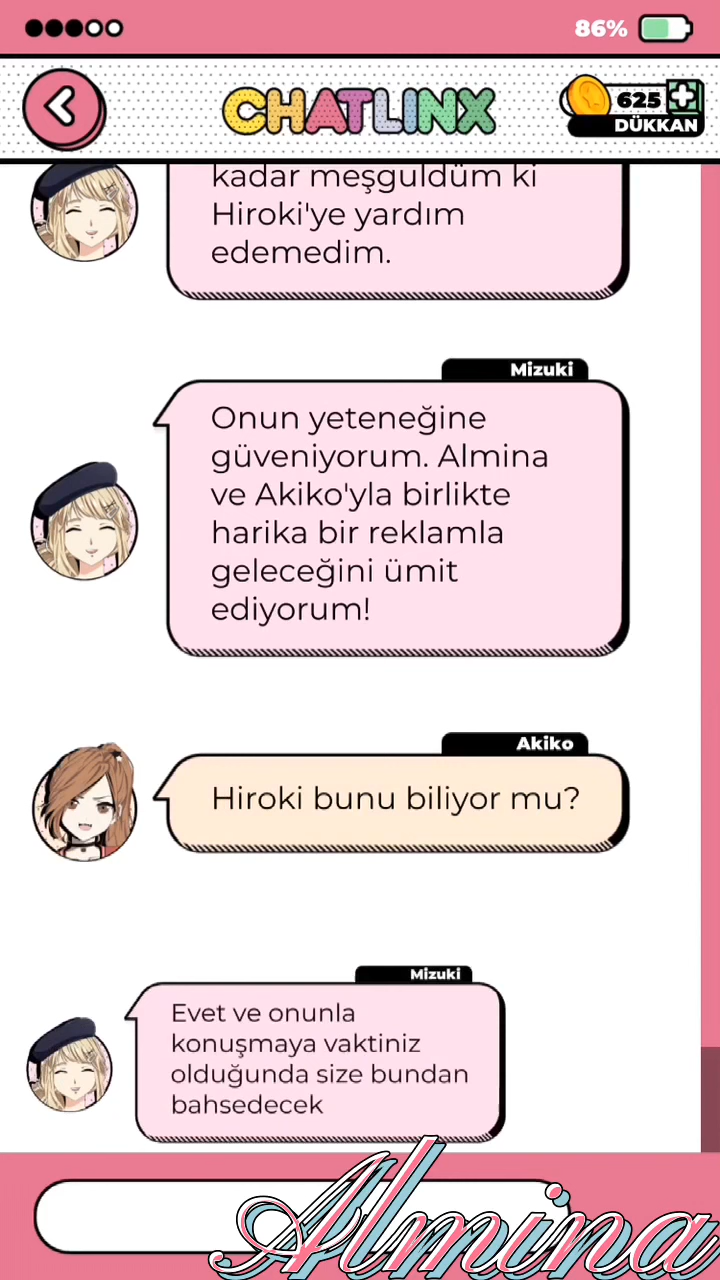 86%
CHATLINX
625
DÜKKAN
kadar meşguldüm ki
Hiroki'ye yardım
edemedim.
Mizuki
Onun yeteneğine
güveniyorum. Almina
ve Akiko'yla birlikte
harika bir reklamla
geleceğini ümit
ediyorum!
Akiko
Hiroki bunu biliyor mu?
Mizuki
Evet ve onunla
konuşmaya vaktiniz
olduğunda size bundan
bahsedecek
Almina